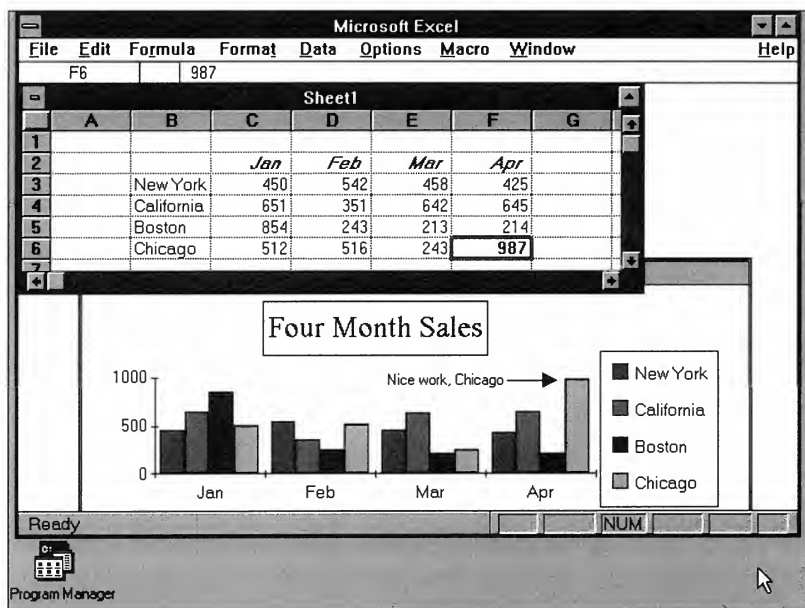 Microsoft Excel
File Edit Formula Format Data Options Macro Window Help
F6 987
Sheet1
A B C D E F G
1
2 Jan Feb Mar Apr
3 New York 450 542 458 425
4 California 651 351 642 645
5 Boston 854 243 213 214
6 Chicago 512 516 243 987
7
Four Month Sales
1000
500
0
Nice work, Chicago
Jan Feb Mar Apr
New York
California
Boston
Chicago
Ready NUM
C:\
Program Manager